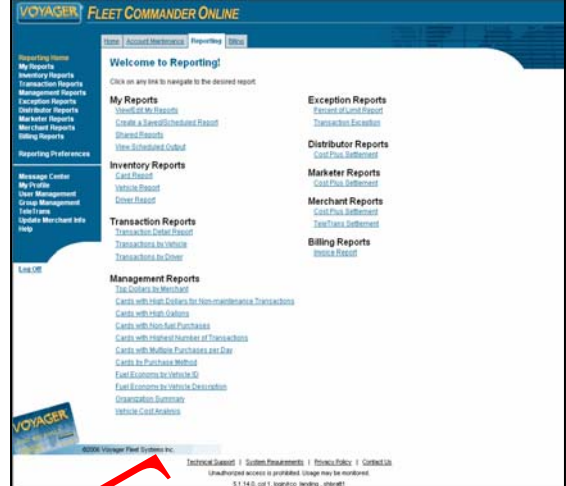 VOYAGER FLEET COMMANDER ONLINE
Home Account Maintenance Reporting Billing
Reporting Home
My Reports
Inventory Reports
Transaction Reports
Management Reports
Exception Reports
Distributor Reports
Marketer Reports
Merchant Reports
Billing Reports
Reporting Preferences
Message Center
My Profile
User Management
Group Management
TeleTrans
Update Merchant Info
Help
Log Off
Welcome to Reporting!
Click on any link to navigate to the desired report.
My Reports
View/Edit My Reports
Create a Saved/Scheduled Report
Shared Reports
View Scheduled Output
Inventory Reports
Card Report
Vehicle Report
Driver Report
Transaction Reports
Transaction Detail Report
Transactions by Vehicle
Transactions by Driver
Management Reports
Top Dollars by Merchant
Cards with High Dollars for Non-maintenance Transactions
Cards with High Gallons
Cards with Non-fuel Purchases
Cards with Highest Number of Transactions
Cards with Multiple Purchases per Day
Cards by Purchase Method
Fuel Economy by Vehicle ID
Fuel Economy by Vehicle Description
Organization Summary
Vehicle Cost Analysis
Exception Reports
Percent of Limit Report
Transaction Exception
Distributor Reports
Cost Plus Settlement
Marketer Reports
Cost Plus Settlement
Merchant Reports
Cost Plus Settlement
TeleTrans Settlement
Billing Reports
Invoice Report
VOYAGER
©2006 Voyager Fleet Systems Inc.
Technical Support | System Requirements | Privacy Policy | Contact Us
Unauthorized access is prohibited. Usage may be monitored.